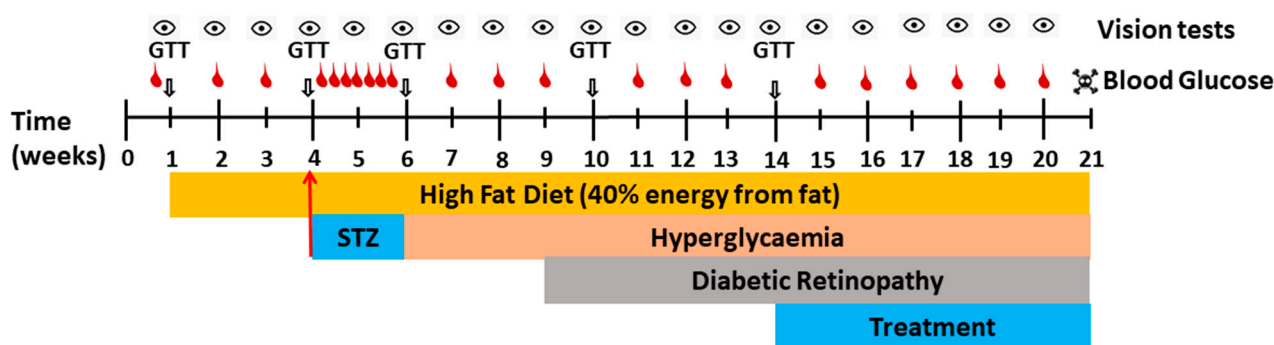 Vision tests
GTT GTT GTT GTT GTT
Blood Glucose
Time
(weeks)
0 1 2 3 4 5 6 7 8 9 10 11 12 13 14 15 16 17 18 19 20 21
High Fat Diet (40% energy from fat)
STZ Hyperglycaemia
Diabetic Retinopathy
Treatment